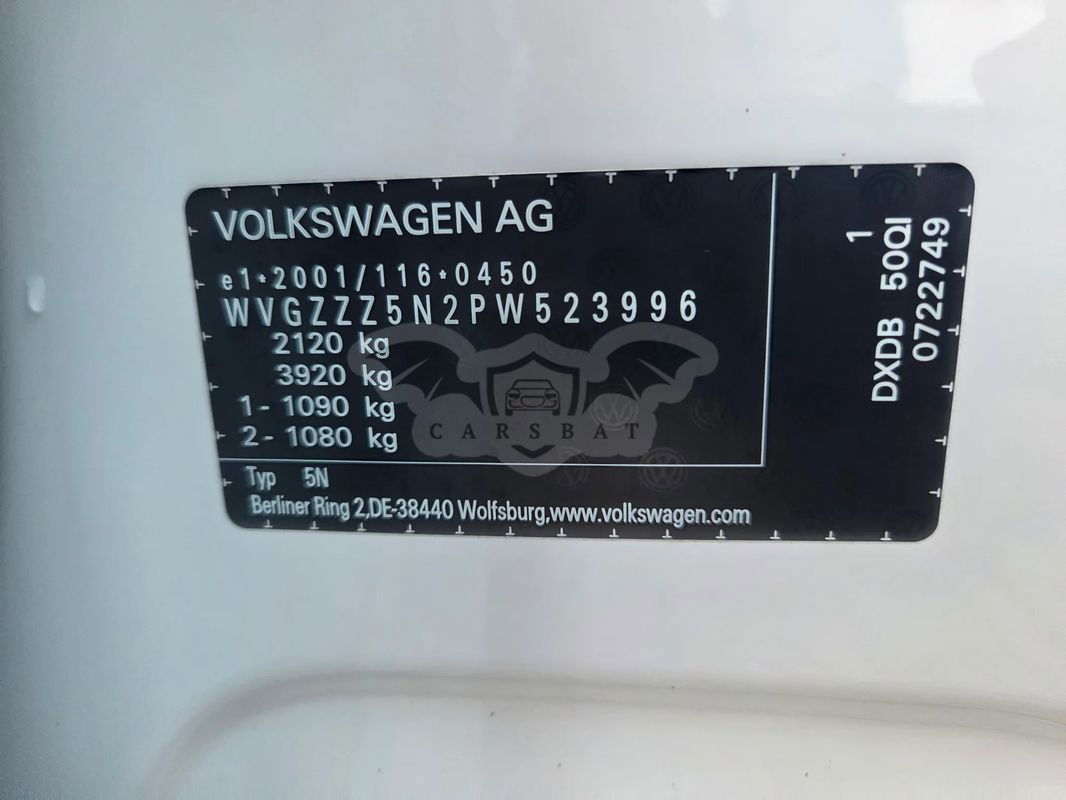 VOLKSWAGEN AG
e1*2001/116*0450
WVGZZZ5N2PW523996
2120 kg
3920 kg
1- 1090 kg
2- 1080 kg
CARSBAT
Typ 5N
Berliner Ring 2,DE-38440 Wolfsburg,www.volkswagen.com
1
DXDB 50QI
0722749